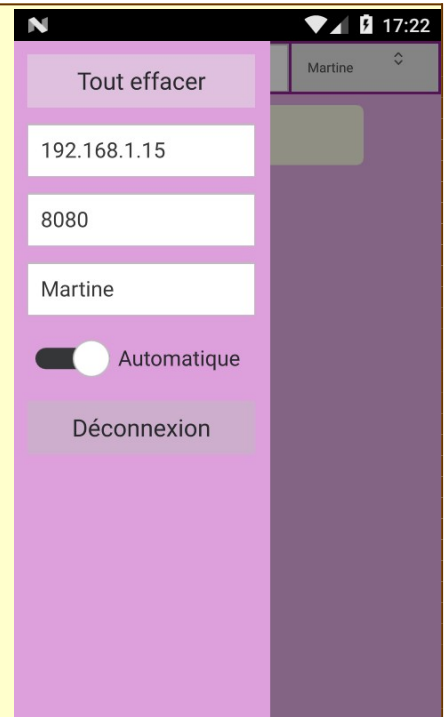 17:22
Tout effacer
Martine
192.168.1.15
8080
Martine
Automatique
Déconnexion